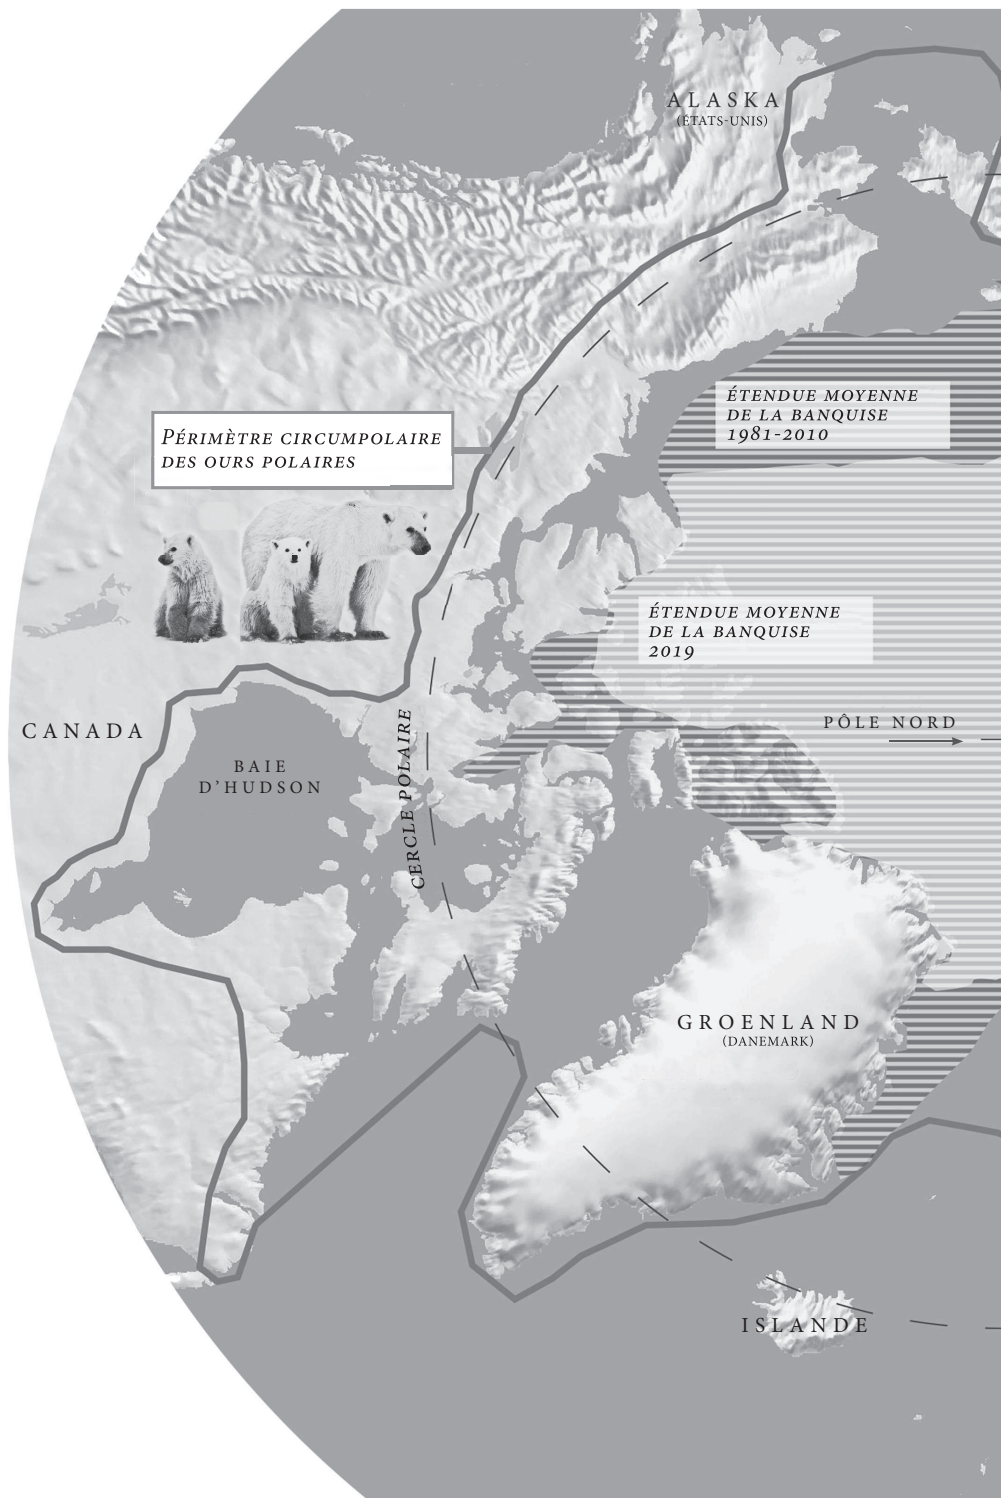 ALASKA
(ÉTATS-UNIS)
ÉTENDUE MOYENNE
DE LA BANQUISE
1981-2010
PÉRIMÈTRE CIRCUMPOLAIRE
DES OURS POLAIRES
ÉTENDUE MOYENNE
DE LA BANQUISE
2019
PÔLE NORD
CANADA
BAIE
D'HUDSON
CERCLE POLAIRE
GROENLAND
(DANEMARK)
ISLANDE